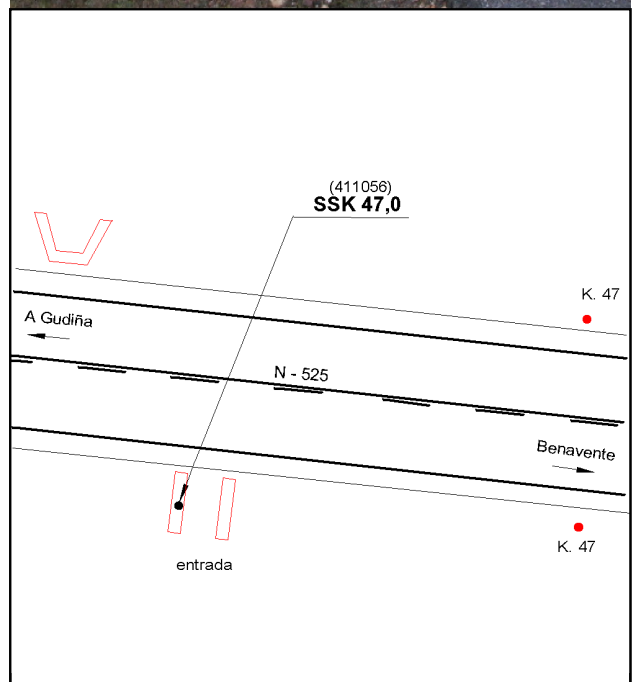 (411056)
SSK 47,0
K. 47
A Gudiña
N - 525
Benavente
K. 47
entrada